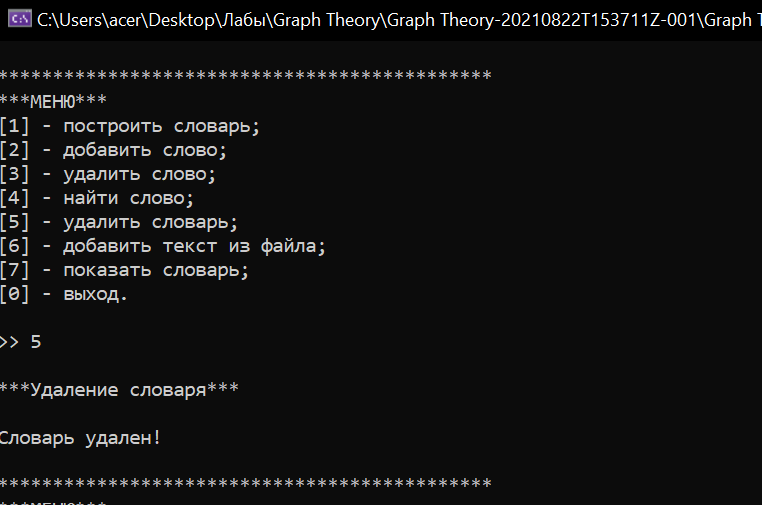 C:\Users\acer\Desktop\Лабы\Graph Theory\Graph Theory-20210822T153711Z-001\Graph T
*********************************************
***МЕНЮ***
[1] - построить словарь;
[2] - добавить слово;
[3] - удалить слово;
[4] - найти слово;
[5] - удалить словарь;
[6] - добавить текст из файла;
[7] - показать словарь;
[0] - выход.
>> 5
***Удаление словаря***
Словарь удален!
*********************************************
***МЕНЮ***